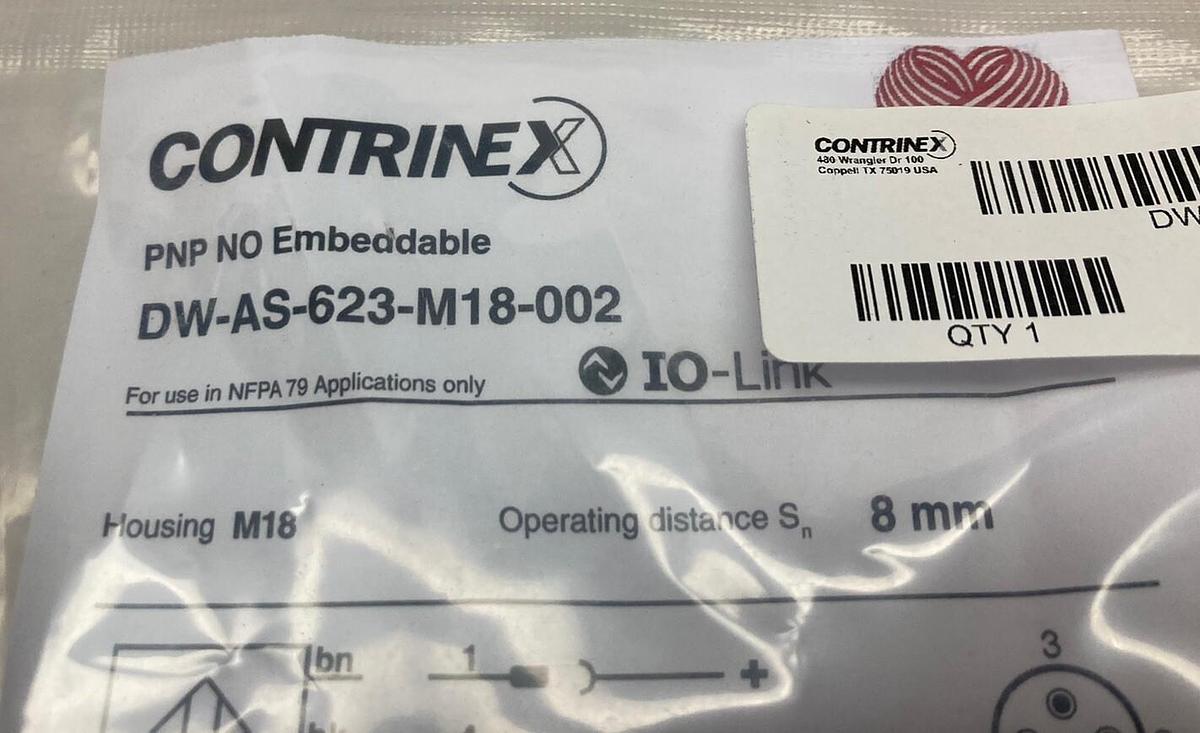 CONTRINEX
PNP NO Embeddable
DW-AS-623-M18-002
For use in NFPA 79 Applications only
IO-Link
CONTRINEX
480 Wrangler Dr 100
Coppell TX 75019 USA
DW
QTY 1
Housing M18
Operating distance Sn 8 mm
bn
1
+
3